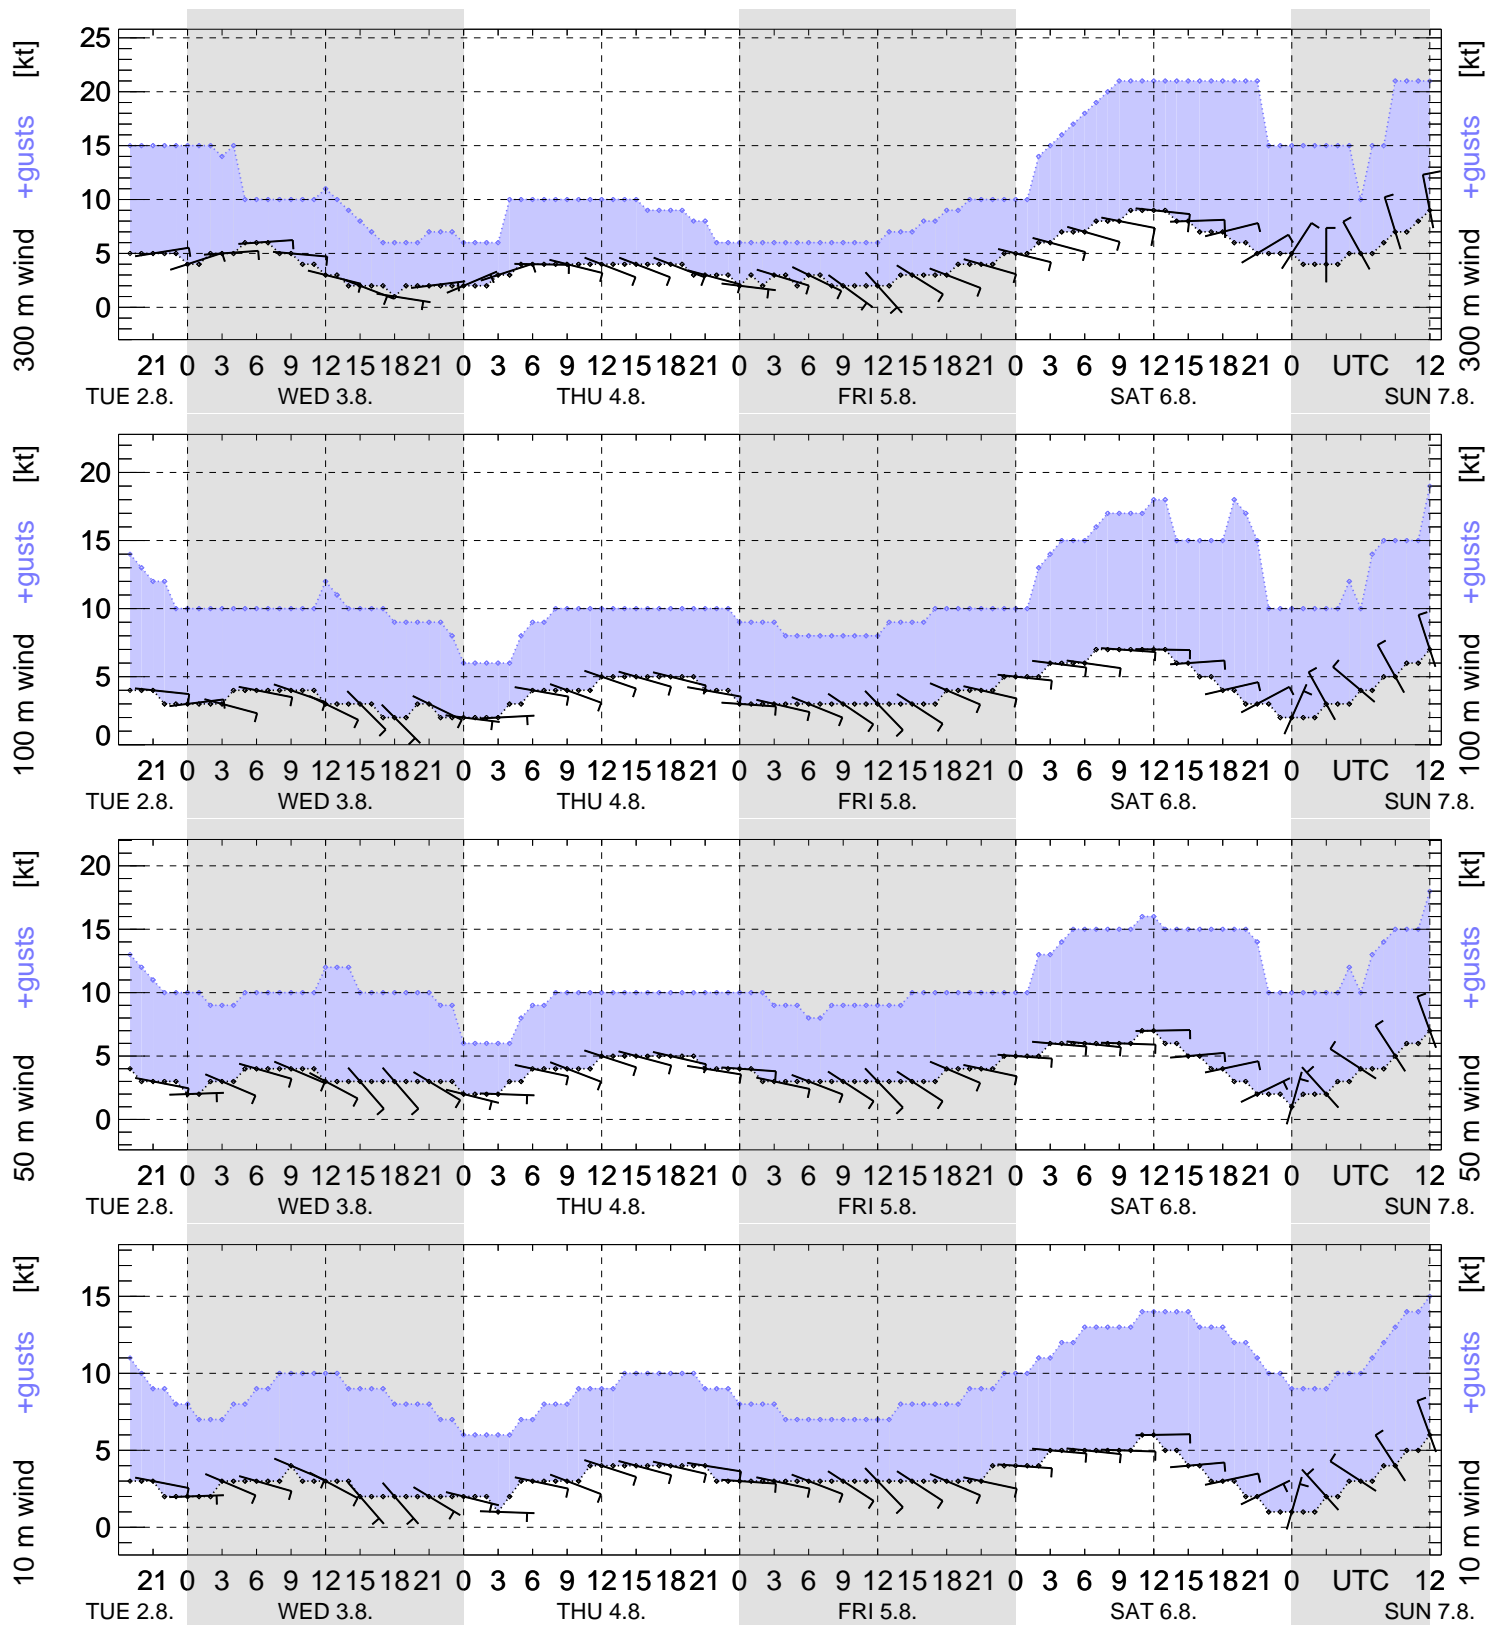 300 m wind +gusts [kt]
25
20
15
10
5
0
300 m wind +gusts [kt]
21 0 3 6 9 12 15 18 21 0 3 6 9 12 15 18 21 0 3 6 9 12 15 18 21 0 3 6 9 12 15 18 21 0 UTC 12
TUE 2.8. WED 3.8. THU 4.8. FRI 5.8. SAT 6.8. SUN 7.8.
100 m wind +gusts [kt]
20
15
10
5
0
100 m wind +gusts [kt]
21 0 3 6 9 12 15 18 21 0 3 6 9 12 15 18 21 0 3 6 9 12 15 18 21 0 3 6 9 12 15 18 21 0 UTC 12
TUE 2.8. WED 3.8. THU 4.8. FRI 5.8. SAT 6.8. SUN 7.8.
50 m wind +gusts [kt]
20
15
10
5
0
50 m wind +gusts [kt]
21 0 3 6 9 12 15 18 21 0 3 6 9 12 15 18 21 0 3 6 9 12 15 18 21 0 3 6 9 12 15 18 21 0 UTC 12
TUE 2.8. WED 3.8. THU 4.8. FRI 5.8. SAT 6.8. SUN 7.8.
10 m wind +gusts [kt]
15
10
5
0
10 m wind +gusts [kt]
21 0 3 6 9 12 15 18 21 0 3 6 9 12 15 18 21 0 3 6 9 12 15 18 21 0 3 6 9 12 15 18 21 0 UTC 12
TUE 2.8. WED 3.8. THU 4.8. FRI 5.8. SAT 6.8. SUN 7.8.